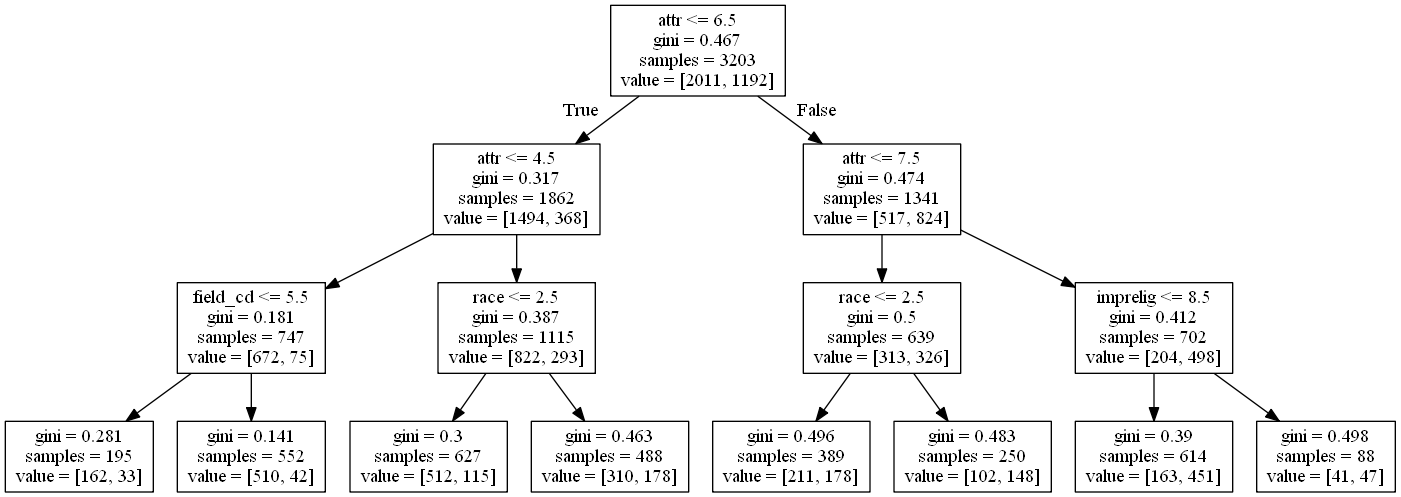 attr <= 6.5
gini = 0.467
samples = 3203
value = [2011, 1192]
True
False
attr <= 4.5
gini = 0.317
samples = 1862
value = [1494, 368]
attr <= 7.5
gini = 0.474
samples = 1341
value = [517, 824]
field_cd <= 5.5
gini = 0.181
samples = 747
value = [672, 75]
race <= 2.5
gini = 0.387
samples = 1115
value = [822, 293]
race <= 2.5
gini = 0.5
samples = 639
value = [313, 326]
imprelig <= 8.5
gini = 0.412
samples = 702
value = [204, 498]
gini = 0.281
samples = 195
value = [162, 33]
gini = 0.141
samples = 552
value = [510, 42]
gini = 0.3
samples = 627
value = [512, 115]
gini = 0.463
samples = 488
value = [310, 178]
gini = 0.496
samples = 389
value = [211, 178]
gini = 0.483
samples = 250
value = [102, 148]
gini = 0.39
samples = 614
value = [163, 451]
gini = 0.498
samples = 88
value = [41, 47]